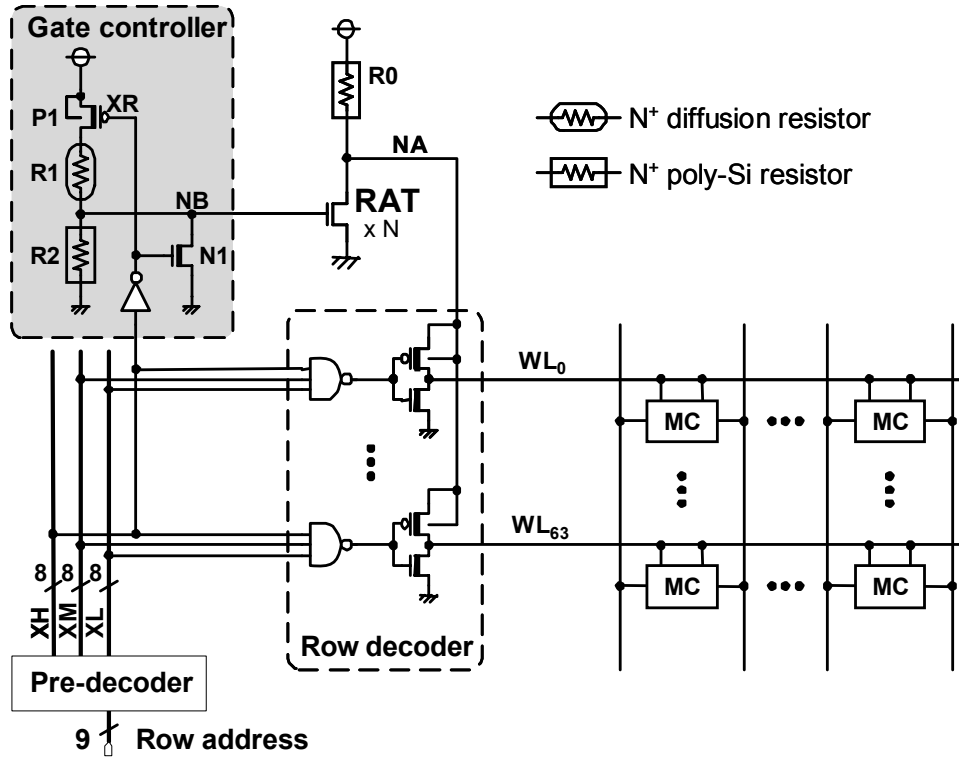 Gate controller
P1
XR
R1
NB
R2
N1
R0
NA
RAT
x N
N+ diffusion resistor
N+ poly-Si resistor
WL0
MC
MC
WL63
MC
MC
8 8 8
XH
XM
XL
Row decoder
Pre-decoder
9 Row address